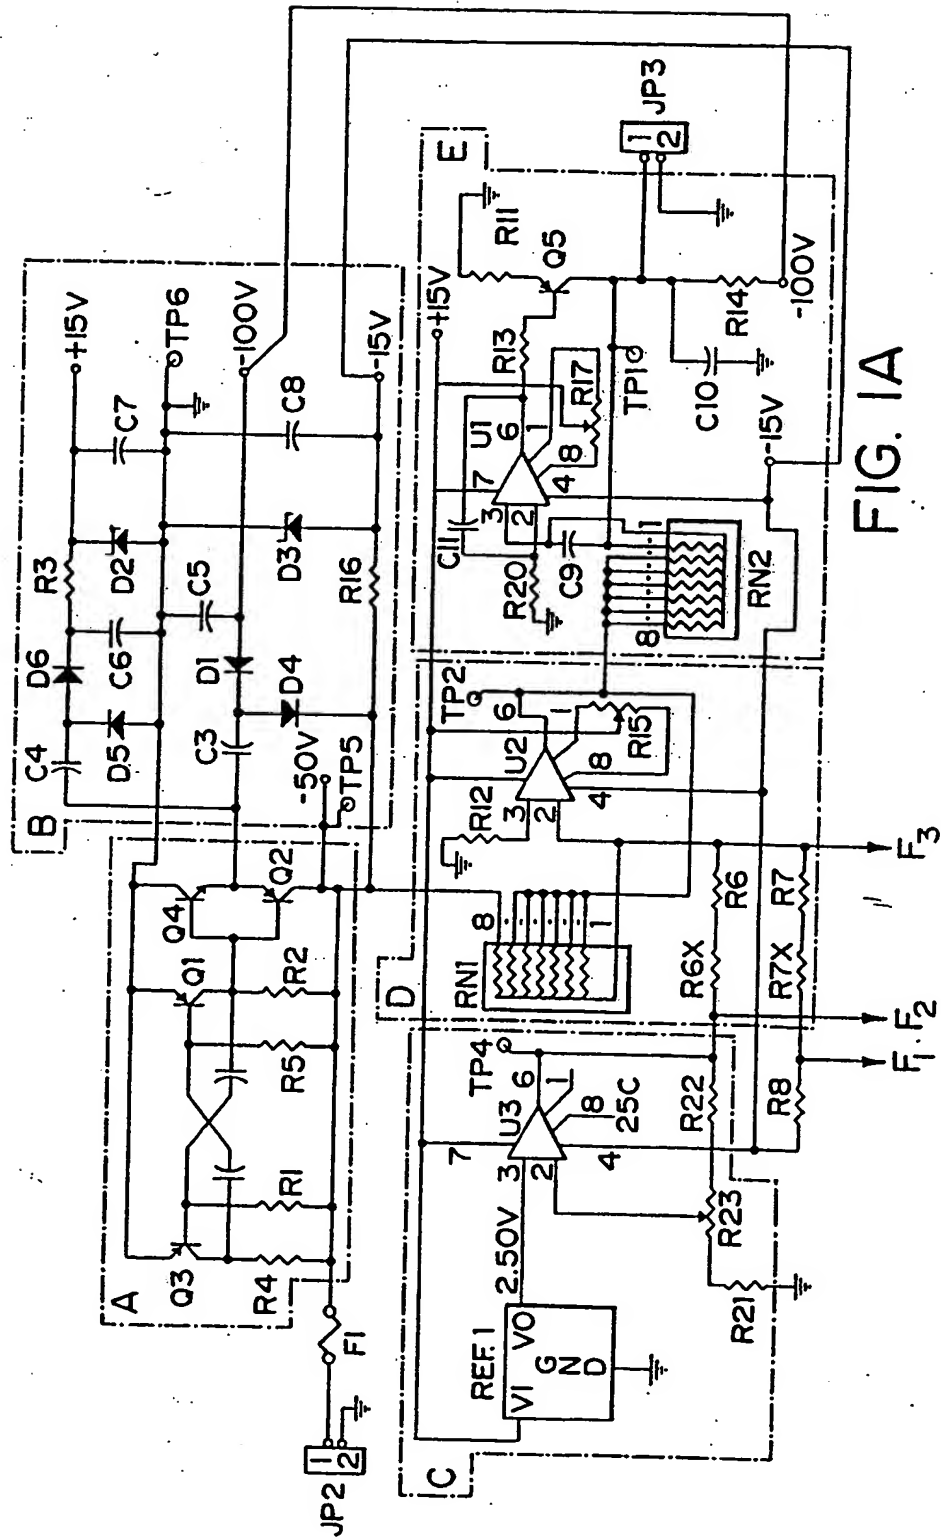 A
Q3
Q1
Q4
Q2
R4
R1
R5
R2
F1
JP2
1
2
B
C4
D6
R3
+15V
D5
C6
D2
C7
TP6
C5
C3
D1
-100V
D4
D3
C8
-50V
TP5
R16
-15V
C
REF.1
VI
VO
GND
2.50V
7
U3
3
2
6
1
8
4
25C
TP4
R22
R23
R21
R8
D
RN1
8
1
R12
U2
3
2
6
1
8
4
TP2
R15
R6X
R6
R7X
R7
F1
F2
F3
E
+15V
C11
7
U1
3
2
6
1
8
4
R20
C9
R13
R17
Q5
R11
TP1
8
1
RN2
C10
R14
-100V
-15V
JP3
1
2
FIG. 1A